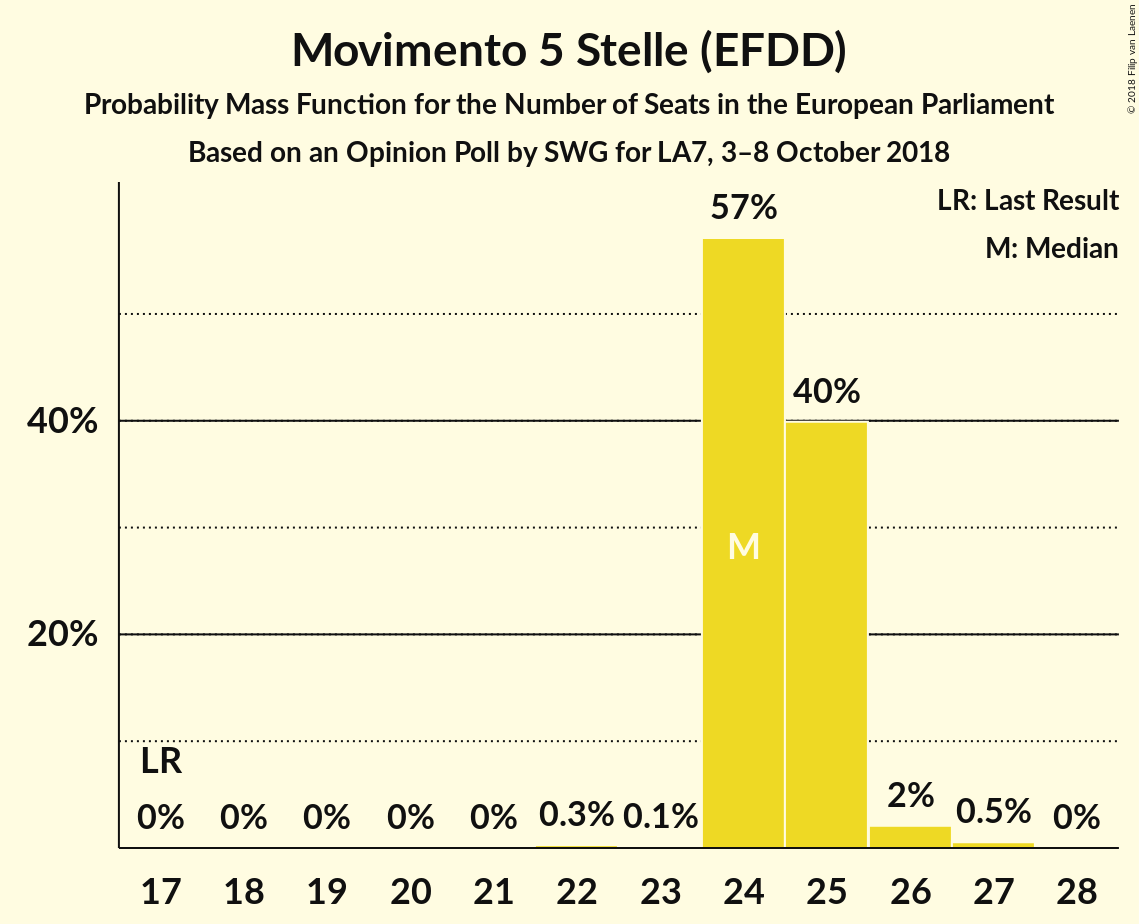 Movimento 5 Stelle (EFDD)
Probability Mass Function for the Number of Seats in the European Parliament
Based on an Opinion Poll by SWG for LA7, 3–8 October 2018
© 2018 Filip van Laenen
LR: Last Result
M: Median
57%
40%
40%
M
20%
LR
0% 0% 0% 0% 0% 0.3% 0.1% 2% 0.5% 0%
17 18 19 20 21 22 23 24 25 26 27 28